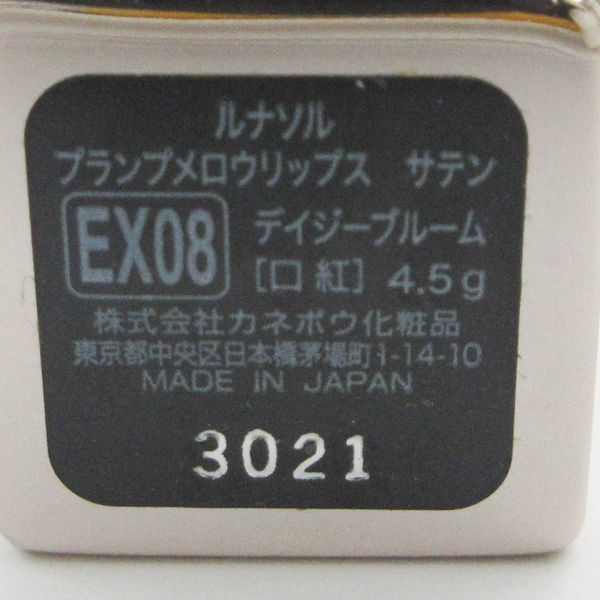 ルナソル
プランプメロウリップス サテン
EX08 デイジーブルーム
[口紅] 4.5g
株式会社カネボウ化粧品
東京都中央区日本橋茅場町1-14-10
MADE IN JAPAN
3021